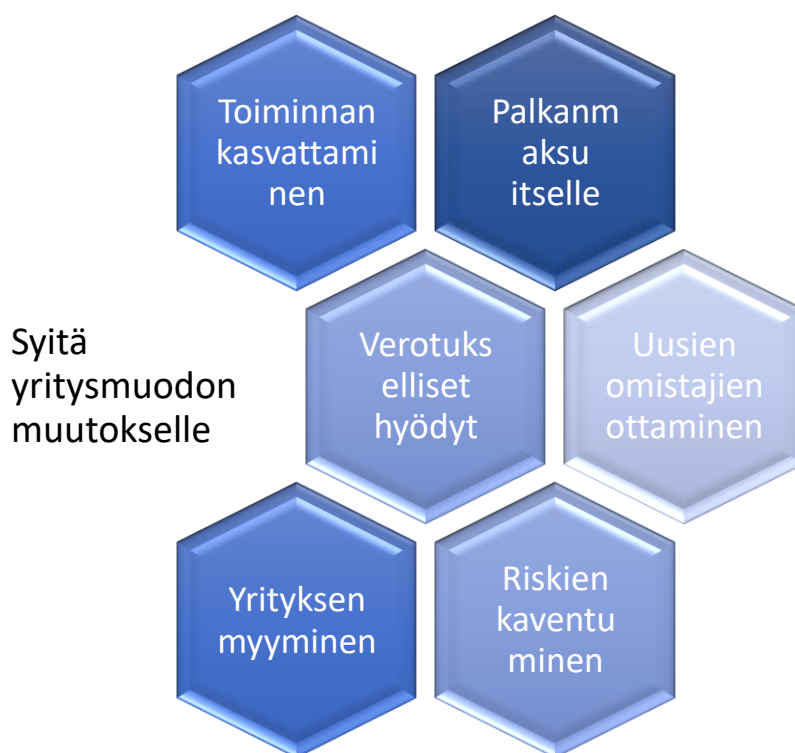 Toiminnan
kasvattami
nen
Palkanm
aksu
itselle
Syitä
yritysmuodon
muutokselle
Verotuks
elliset
hyödyt
Uusien
omistajien
ottaminen
Yrityksen
myyminen
Riskien
kaventu
minen